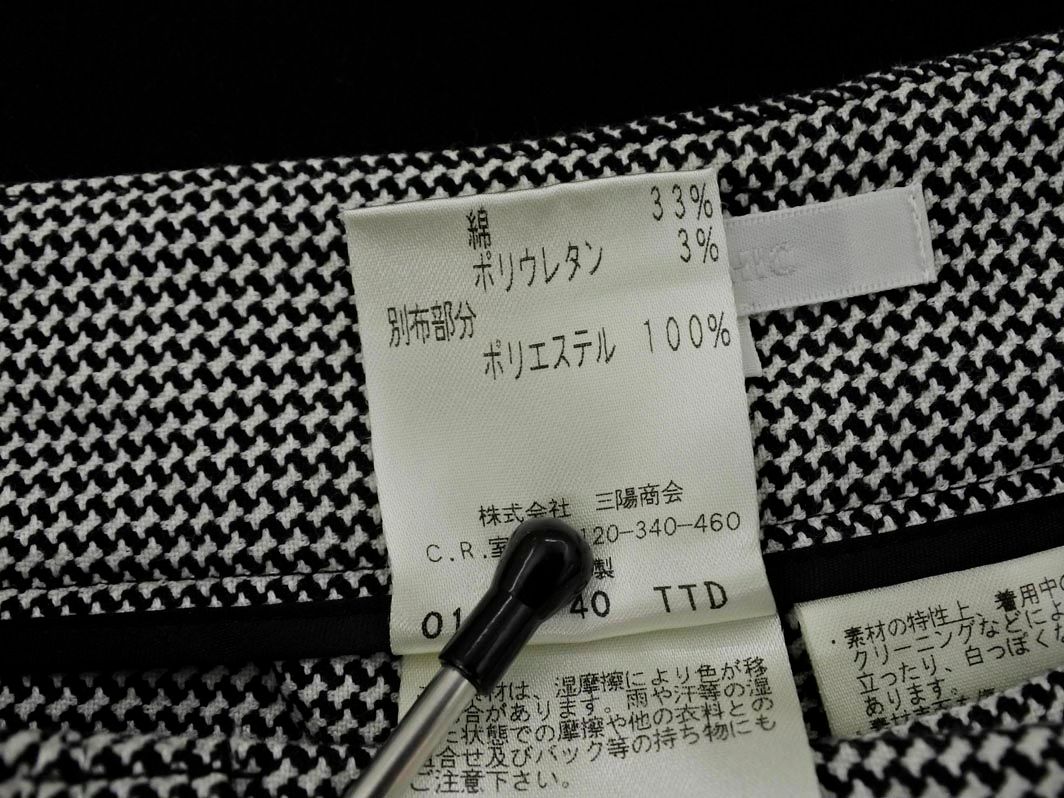 綿 33%
ポリウレタン 3%
別布部分
ポリエステル 100%
株式会社 三陽商会
C.R.室 120-340-460
製
01 40 TTD
材は、湿摩擦により色が移
合があります。雨や汗等の湿
状態での摩擦や他の衣料との
合せ及びバック等の持ち物にも
ご注意下さい。
・素材の特性上、着用中の
クリーニングなどによ
立ったり、白っぽく
あります。